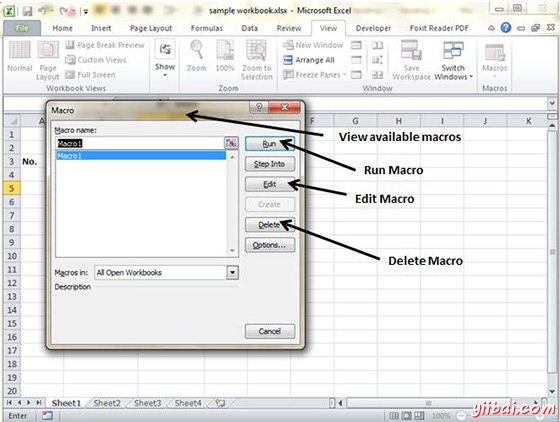 sample workbook.xlsx - Microsoft Excel
File Insert Page Layout Formulas Data Review View Developer Foxit Reader PDF
Normal
Page Break Preview
Custom Views
Full Screen
Workbook Views
Show
Zoom 100% Zoom to Selection
Zoom
New Window
Arrange All
Freeze Panes
Window
Save Workspace
Switch Windows
Macros
Macros
F G H I J
1
2
3 No.
4
5
6
7
8
9
10
11
12
13
14
15
16
17
18
19
20
Macro
Macro name:
Macro1
Macro1
Run
Step Into
Edit
Create
Delete
Options...
Macros in: All Open Workbooks
Description
Cancel
View available macros
Run Macro
Edit Macro
Delete Macro
Sheet1 Sheet2 Sheet3 Sheet4
Enter 100%
yiibai.com